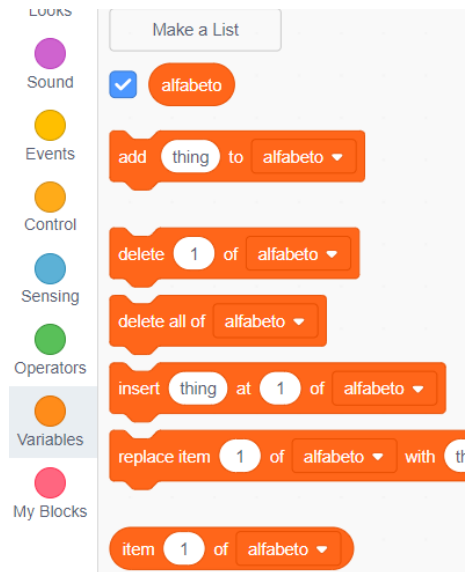 Looks
Make a List
Sound
alfabeto
Events
add thing to alfabeto
Control
delete 1 of alfabeto
Sensing
delete all of alfabeto
Operators
insert thing at 1 of alfabeto
Variables
replace item 1 of alfabeto with th
My Blocks
item 1 of alfabeto